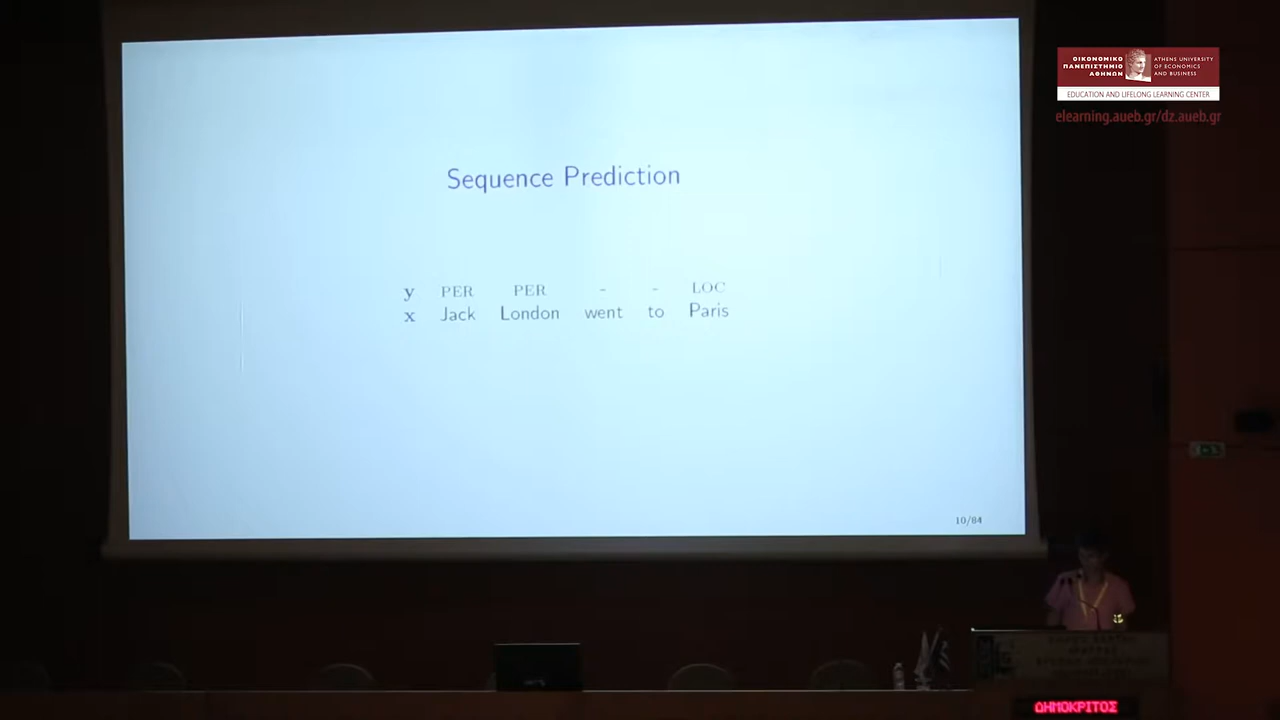 Sequence Prediction
y PER PER - - LOC
x Jack London went to Paris
10/84
ΟΙΚΟΝΟΜΙΚΟ
ΠΑΝΕΠΙΣΤΗΜΙΟ
ΑΘΗΝΩΝ
ATHENS UNIVERSITY
OF ECONOMICS
AND BUSINESS
EDUCATION AND LIFELONG LEARNING CENTER
elearning.aueb.gr/dz.aueb.gr
ΔΗΜΟΚΡΙΤΟΣ